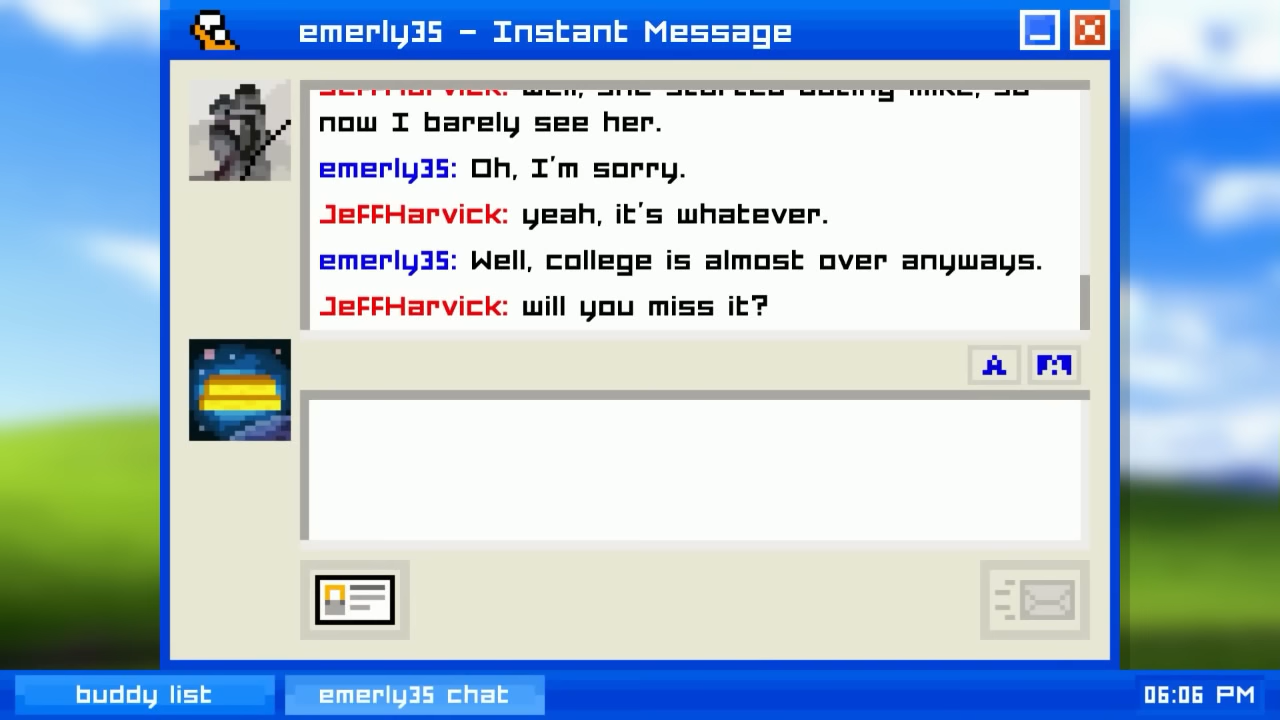 emerly35 - Instant Message
now I barely see her.
emerly35: Oh, I'm sorry.
JeffHarvick: yeah, it's whatever.
emerly35: Well, college is almost over anyways.
JeffHarvick: will you miss it?
A
buddy list
emerly35 chat
06:06 PM